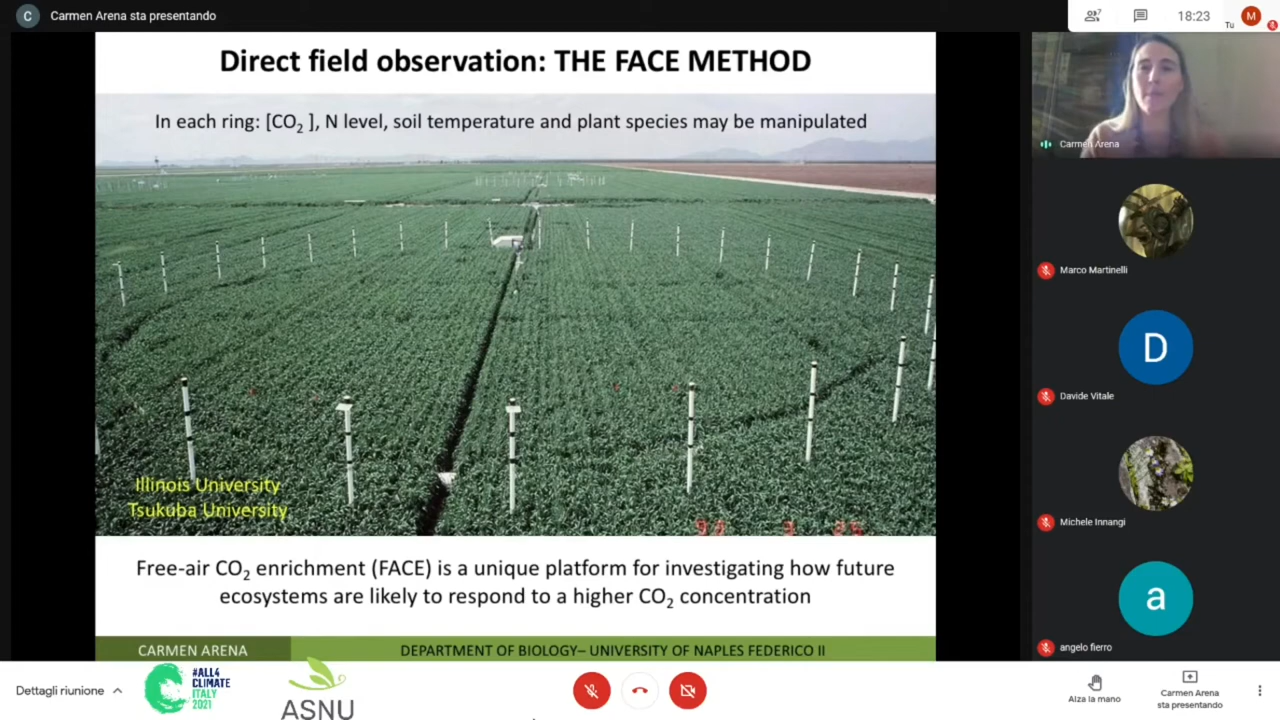 C
Carmen Arena sta presentando
7
18:23
Tu
M
Direct field observation: THE FACE METHOD
In each ring: [CO2 ], N level, soil temperature and plant species may be manipulated
Illinois University
Tsukuba University
Free-air CO2 enrichment (FACE) is a unique platform for investigating how future
ecosystems are likely to respond to a higher CO2 concentration
CARMEN ARENA
DEPARTMENT OF BIOLOGY– UNIVERSITY OF NAPLES FEDERICO II
Carmen Arena
Marco Martinelli
D
Davide Vitale
Michele Innangi
a
angelo fierro
Dettagli riunione
#ALL4
CLIMATE
ITALY
2021
ASNU
Alza la mano
Carmen Arena
sta presentando